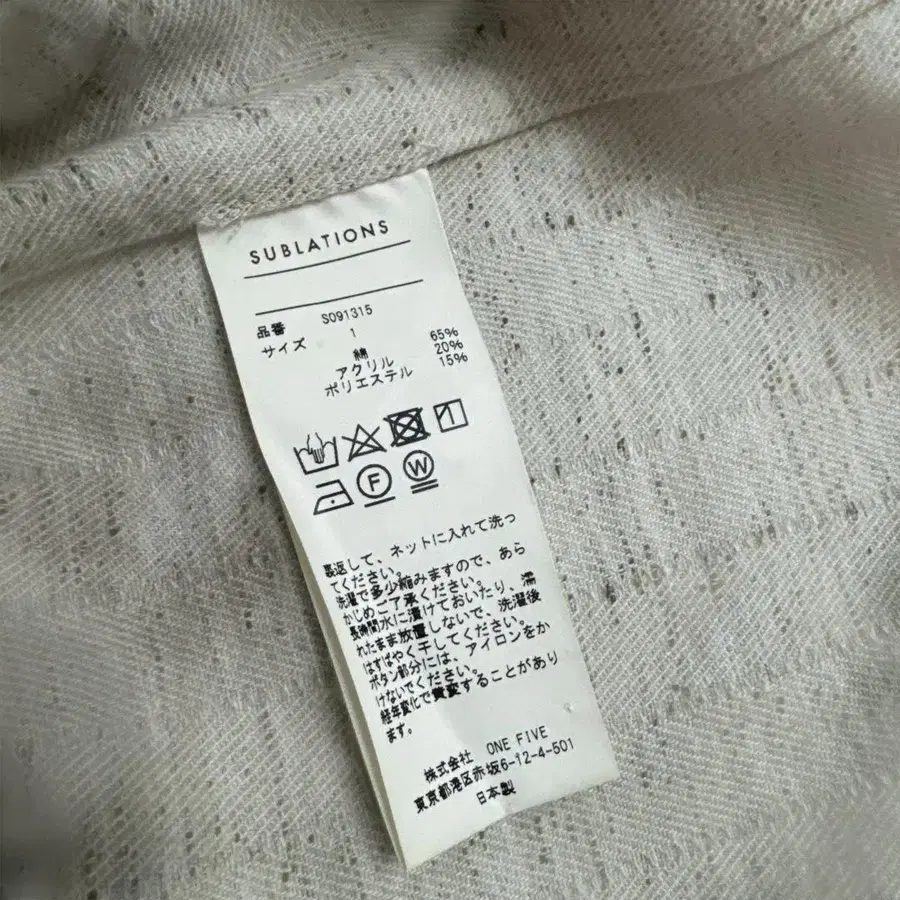 SUBLATIONS
品番 S091315
サイズ 1
綿 65%
アクリル 20%
ポリエステル 15%
F W
裏返して、ネットに入れて洗っ
てください。
洗濯で多少縮みますので、あら
かじめご了承ください。
長時間水に漬けておいたり、濡
れたまま放置しないで、洗濯後
はすばやく干してください。
ボタン部分には、アイロンをか
けないでください。
経年変化で黄変することがあり
ます。
株式会社 ONE FIVE
東京都港区赤坂6-12-4-501
日本製